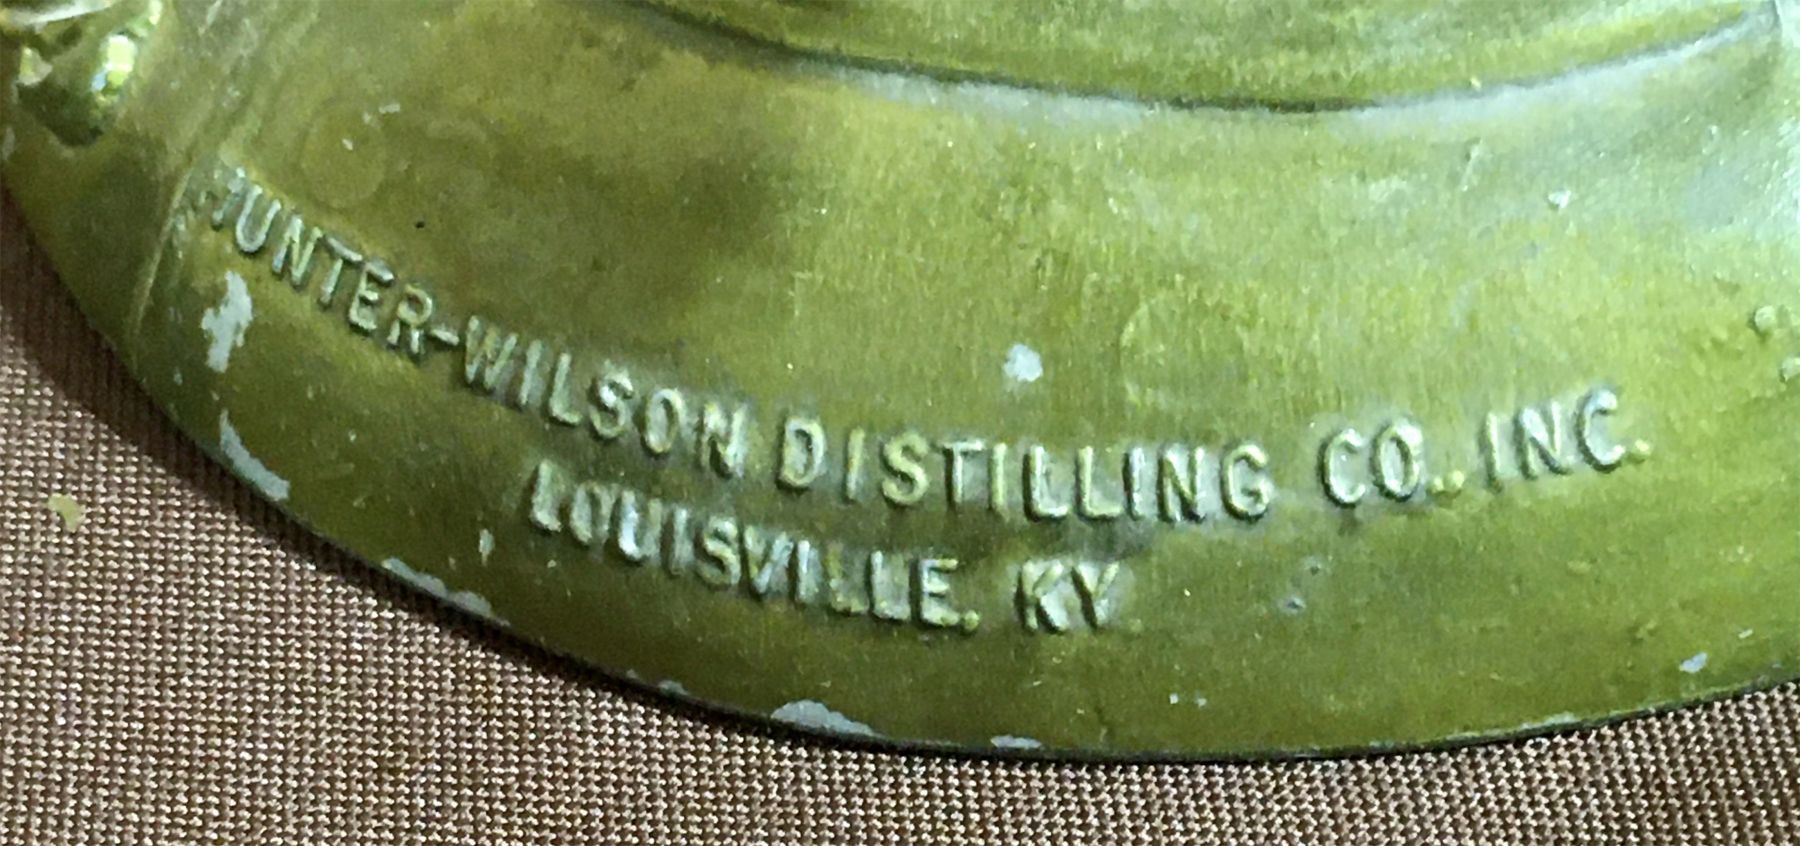 HUNTER-WILSON DISTILLING CO., INC.
LOUISVILLE, KY